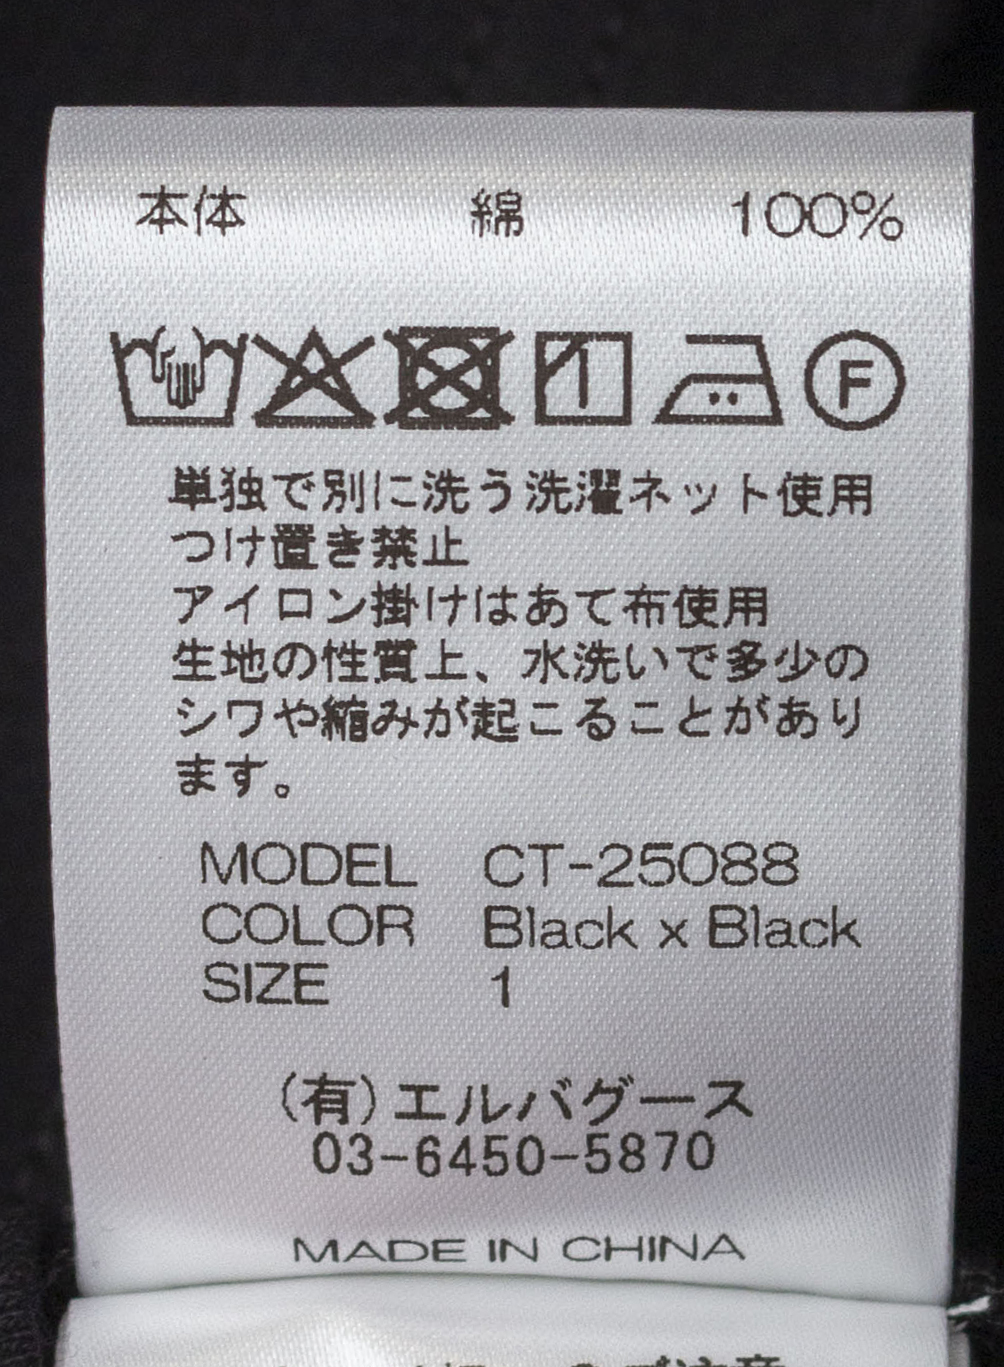 本体 綿 100%
F
単独で別に洗う洗濯ネット使用
つけ置き禁止
アイロン掛けはあて布使用
生地の性質上、水洗いで多少の
シワや縮みが起こることがあり
ます。
MODEL CT-25088
COLOR Black x Black
SIZE 1
(有)エルバグース
03-6450-5870
MADE IN CHINA